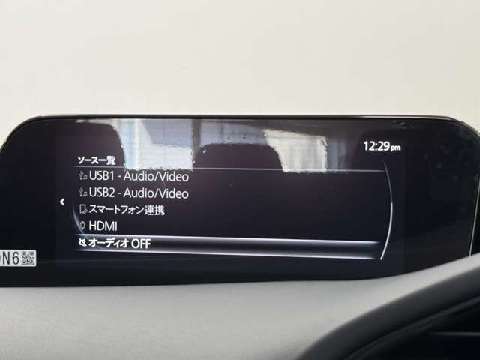 12:29pm
ソース一覧
USB1 - Audio/Video
USB2 - Audio/Video
スマートフォン連携
HDMI
オーディオ OFF
N6